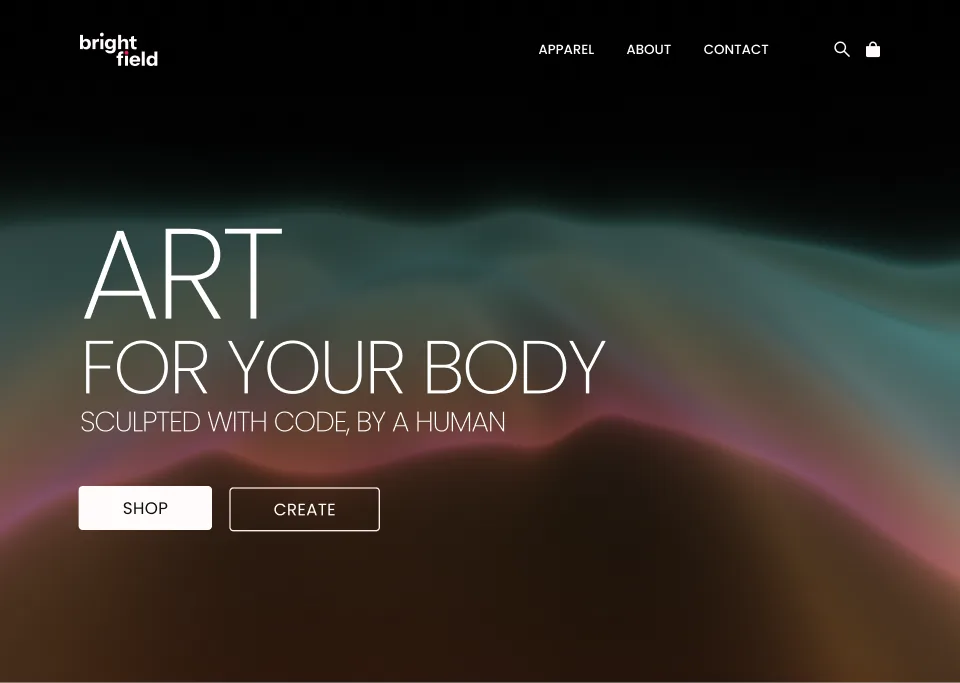 bright
field
APPAREL ABOUT CONTACT
ART
FOR YOUR BODY
SCULPTED WITH CODE, BY A HUMAN
SHOP CREATE